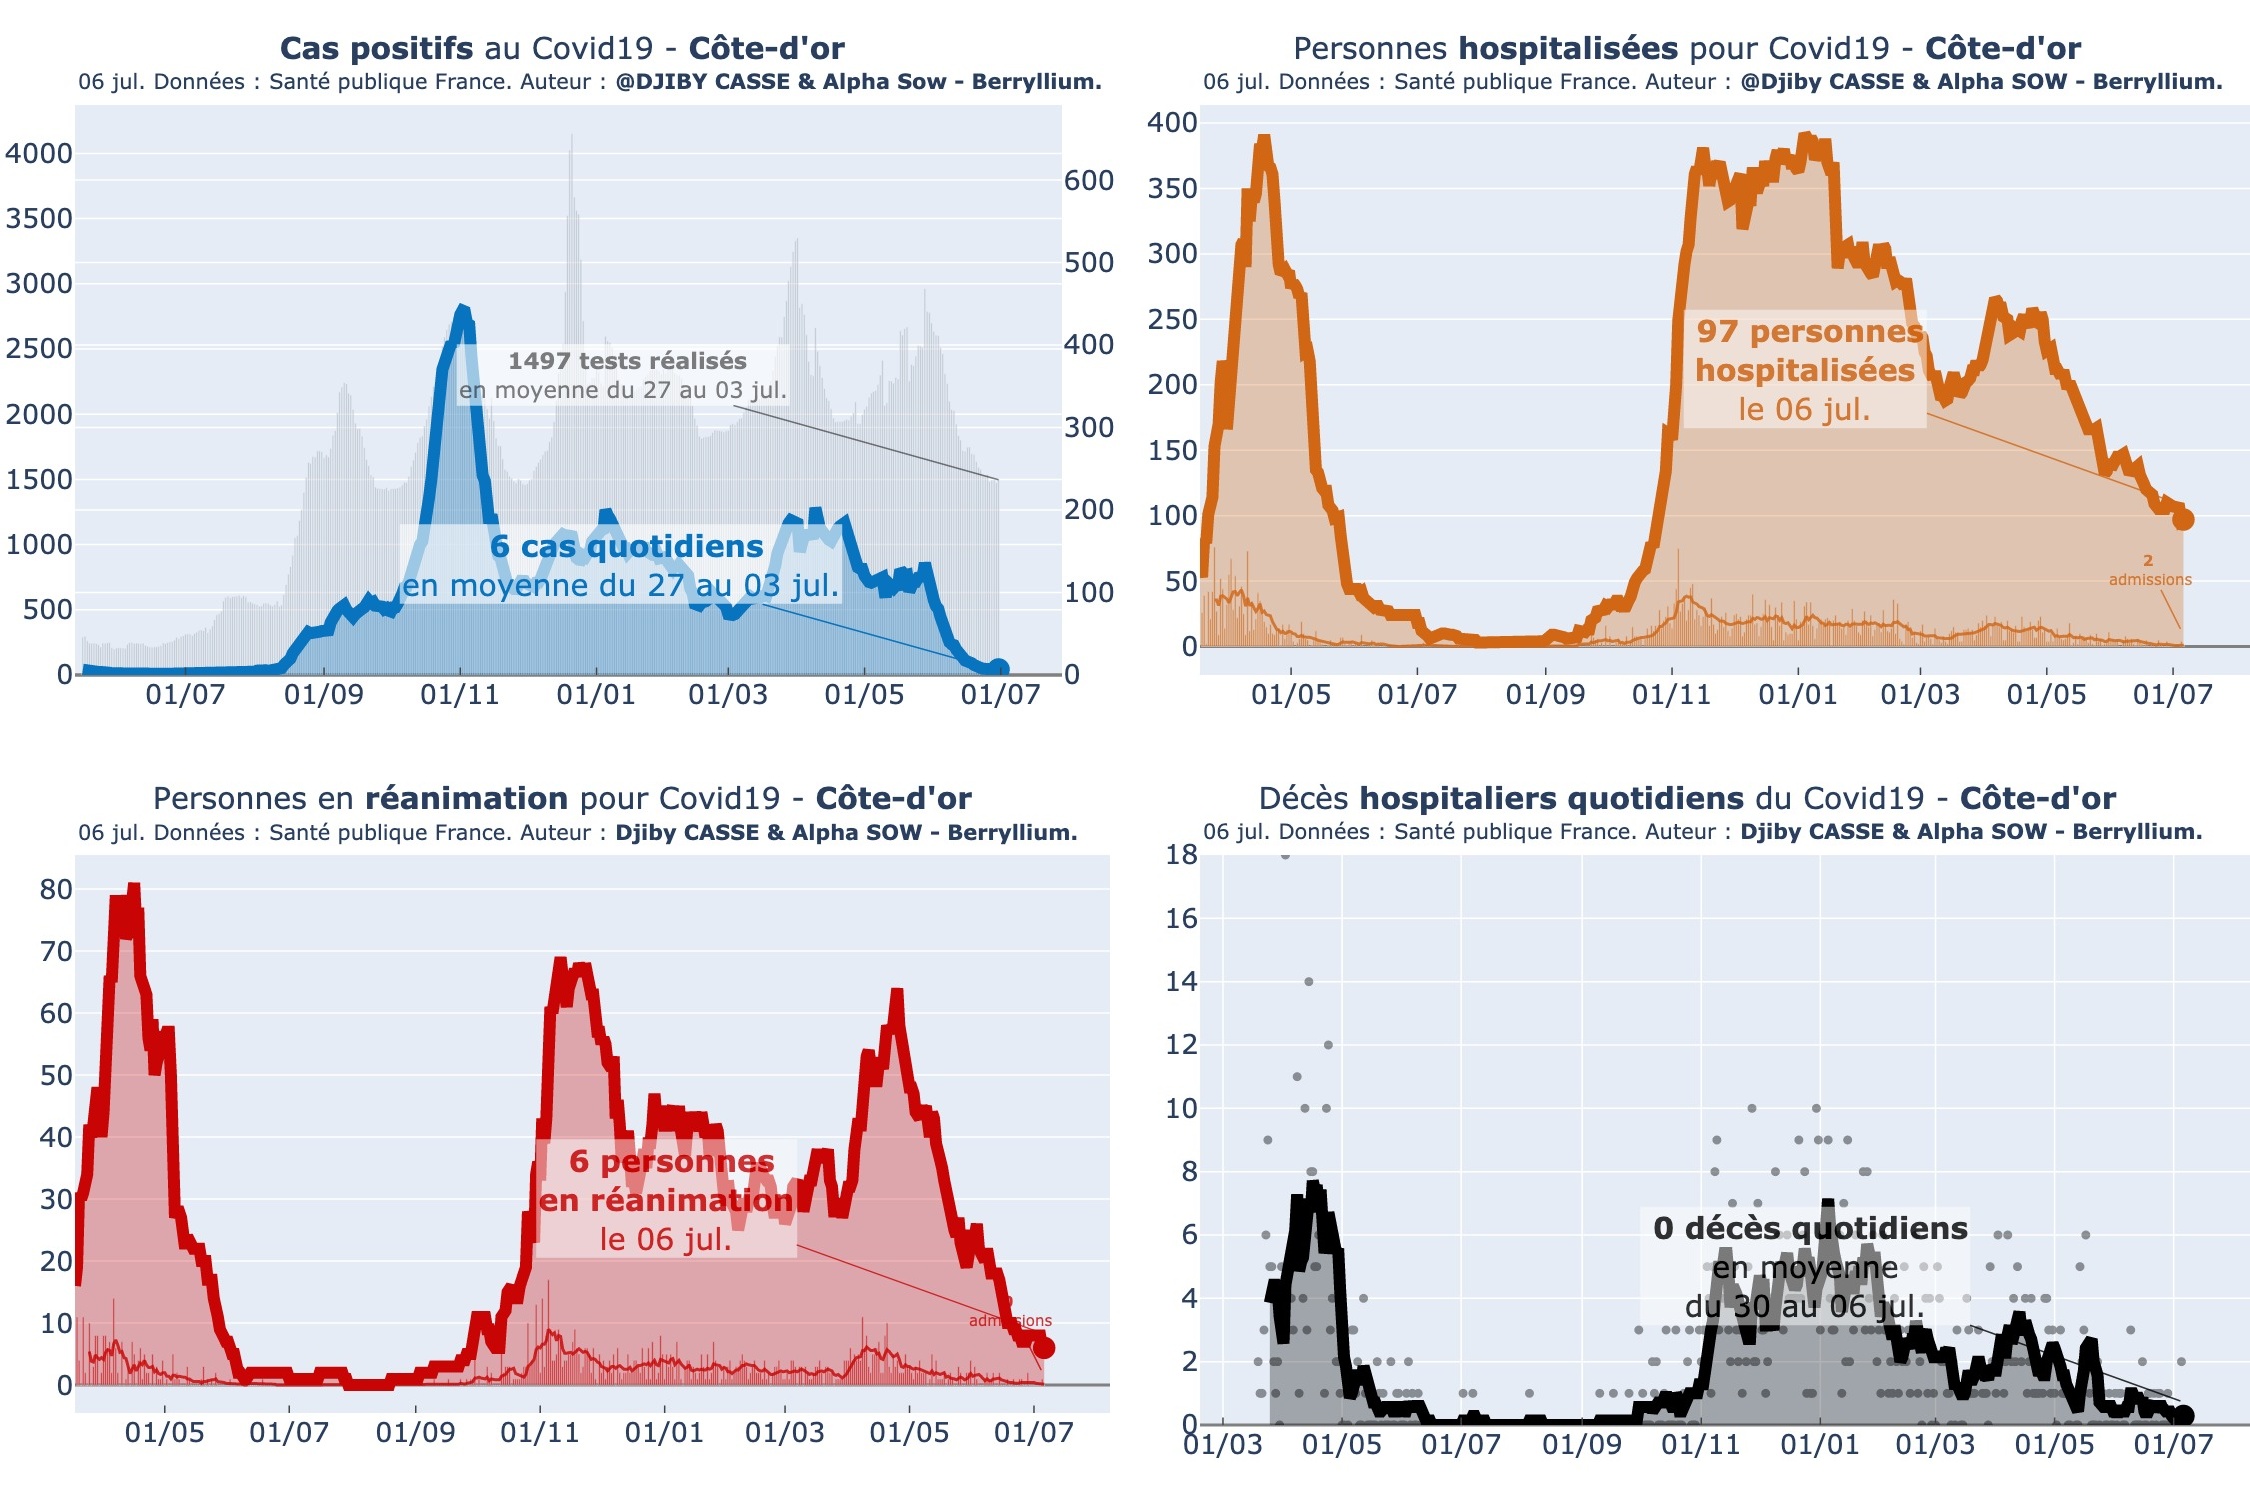 Cas positifs au Covid19 - Côte-d'or
06 jul. Données : Santé publique France. Auteur : @DJIBY CASSE & Alpha Sow - Berryllium.
4000
3500
3000
2500
2000
1500
1000
500
0
600
500
400
300
200
100
0
1497 tests réalisés
en moyenne du 27 au 03 jul.
6 cas quotidiens
en moyenne du 27 au 03 jul.
01/07 01/09 01/11 01/01 01/03 01/05 01/07
Personnes hospitalisées pour Covid19 - Côte-d'or
06 jul. Données : Santé publique France. Auteur : @Djiby CASSE & Alpha SOW - Berryllium.
400
350
300
250
200
150
100
50
0
97 personnes
hospitalisées
le 06 jul.
2
admissions
01/05 01/07 01/09 01/11 01/01 01/03 01/05 01/07
Personnes en réanimation pour Covid19 - Côte-d'or
06 jul. Données : Santé publique France. Auteur : Djiby CASSE & Alpha SOW - Berryllium.
80
70
60
50
40
30
20
10
0
6 personnes
en réanimation
le 06 jul.
admissions
01/05 01/07 01/09 01/11 01/01 01/03 01/05 01/07
Décès hospitaliers quotidiens du Covid19 - Côte-d'or
06 jul. Données : Santé publique France. Auteur : Djiby CASSE & Alpha SOW - Berryllium.
18
16
14
12
10
8
6
4
2
0
0 décès quotidiens
en moyenne
du 30 au 06 jul.
01/03 01/05 01/07 01/09 01/11 01/01 01/03 01/05 01/07